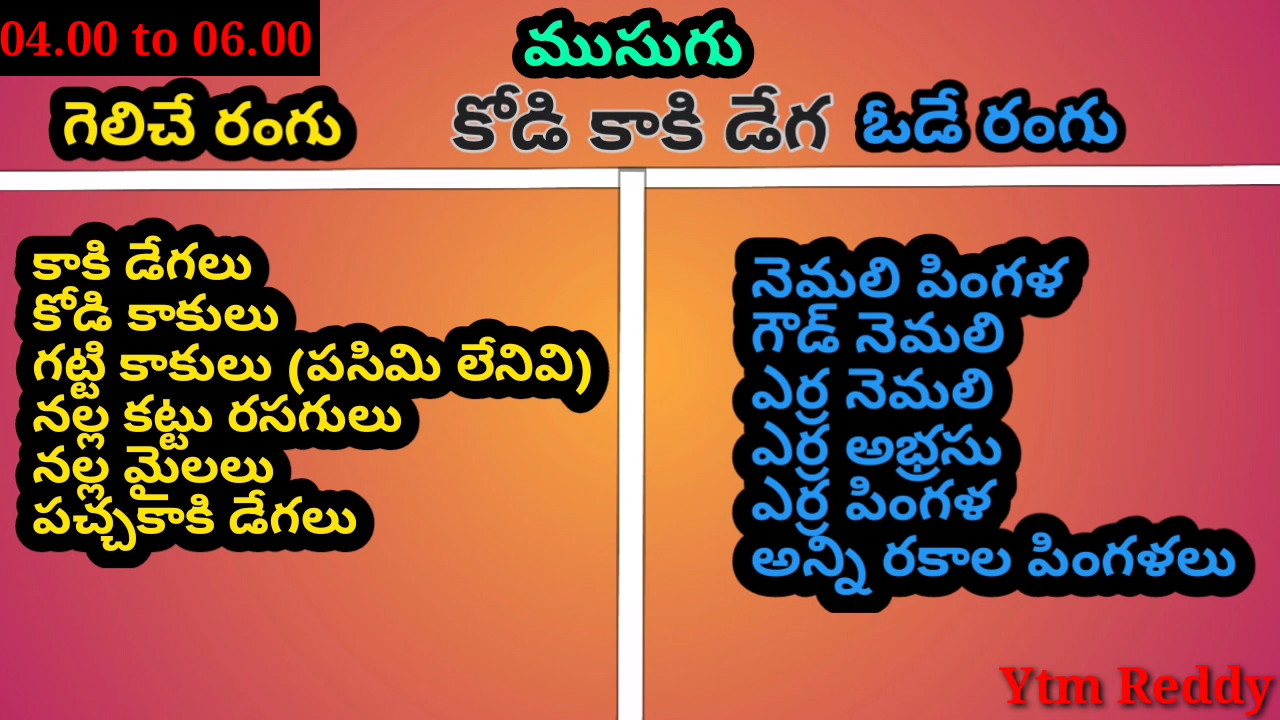 04.00 to 06.00
ముసుగు
గెలిచే రంగు
కోడి కాకి డేగ
ఓడే రంగు
కాకి డేగలు
కోడి కాకులు
గట్టి కాకులు (పసిమి లేనివి)
నల్ల కట్టు రసగులు
నల్ల మైలలు
పచ్చకాకి డేగలు
నెమలి పింగళ
గౌడ్ నెమలి
ఎర్ర నెమలి
ఎర్ర అభ్రసు
ఎర్ర పింగళ
అన్ని రకాల పింగళలు
Ytm Reddy